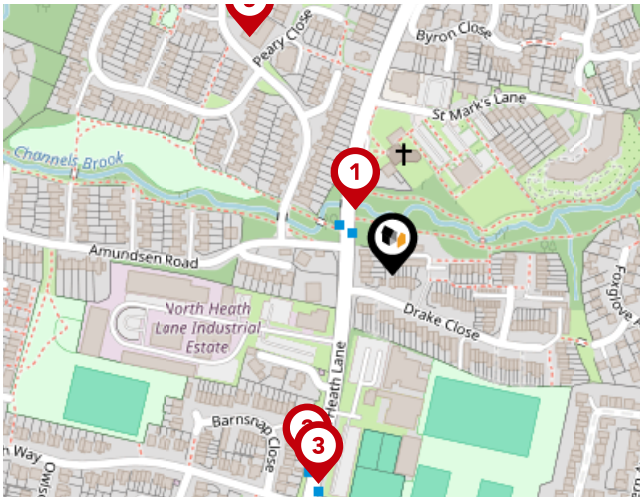 Peary Close
Byron Close
St Mark's Lane
Channels Brook
1
Amundsen Road
North Heath
Lane Industrial
Estate
Drake Close
Heath Lane
Barnsnap Close
3
Way